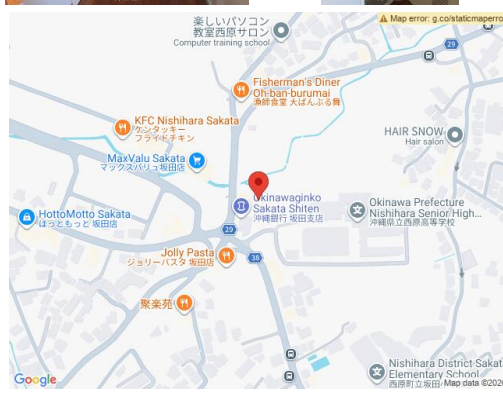 楽しいパソコン
教室西原サロン
Computer training school
Map error: g.co/staticmaperro
29
Fisherman's Diner
Oh-ban-burumai
漁師食堂 大ばんぶる舞
KFC Nishihara Sakata
ケンタッキー
フライドチキン
HAIR SNOW
Hair salon
MaxValu Sakata
マックスバリュ坂田店
Okinawaginko
Sakata Shiten
沖縄銀行 坂田支店
Okinawa Prefecture
Nishihara Senior High...
沖縄県立西原高等学校
HottoMotto Sakata
ほっともっと 坂田店
29
Jolly Pasta
ジョリーパスタ 坂田店
38
聚楽苑
Nishihara District Sakat
Elementary School
西原町立坂田
Google
Map data ©2026